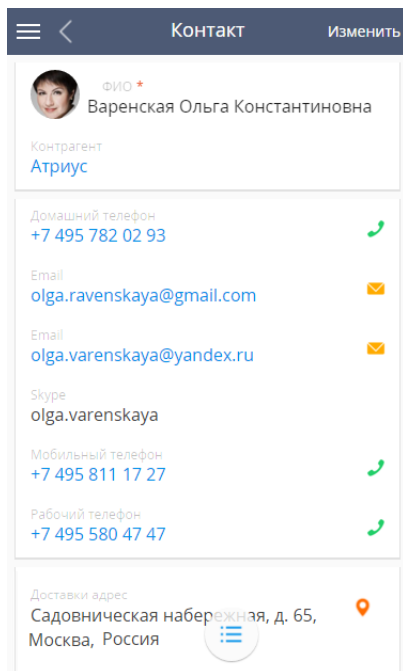 Контакт
Изменить
ФИО *
Варенская Ольга Константиновна
Контрагент
Атриус
Домашний телефон
+7 495 782 02 93
Email
olga.ravenskaya@gmail.com
Email
olga.varenskaya@yandex.ru
Skype
olga.varenskaya
Мобильный телефон
+7 495 811 17 27
Рабочий телефон
+7 495 580 47 47
Доставки адрес
Садовническая набережная, д. 65,
Москва, Россия